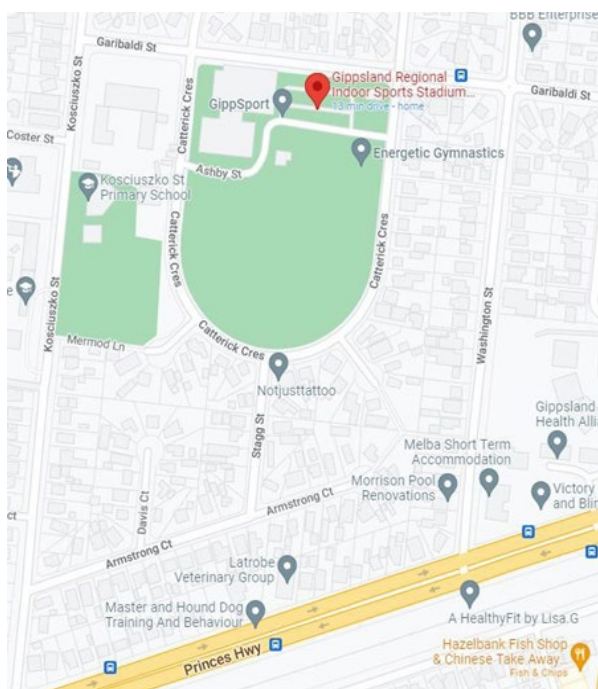 BBB Enterprise
Garibaldi St
Gippsland Regional
Indoor Sports Stadium...
13 min drive - home
Garibaldi St
GippSport
Kosciuszko St
Catterick Cres
Coster St
Energetic Gymnastics
Ashby St
Kosciuszko St
Primary School
Catterick Cres
Catterick Cres
Washington St
e
Kosciuszko St
Mermod Ln
Catterick Cres
Notjusttattoo
Stagg St
Gippsland
Health Alli
Melba Short Term
Accommodation
Morrison Pool
Renovations
Victory
and Blin
ct
Davis Ct
Armstrong Ct
Armstrong Ct
Latrobe
Veterinary Group
Master and Hound Dog
Training And Behaviour
A HealthyFit by Lisa.G
Princes Hwy
Hazelbank Fish Shop
& Chinese Take Away
Fish & Chips